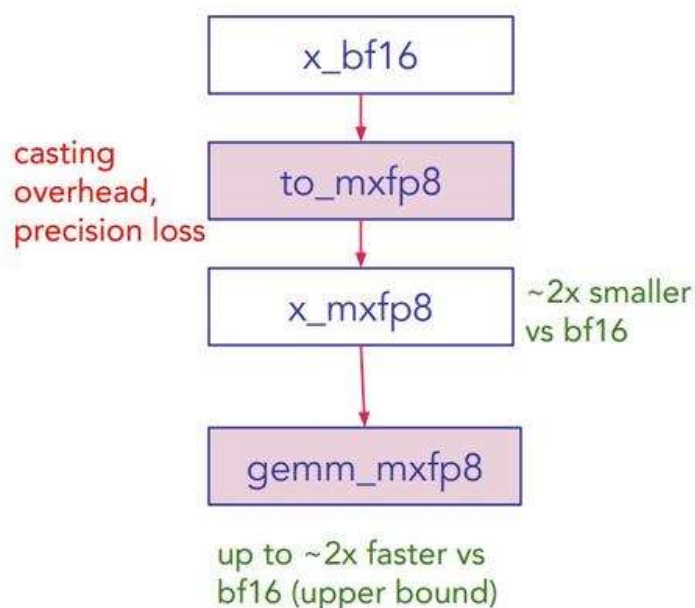 x_bf16
casting
overhead,
precision loss
to_mxfp8
x_mxfp8
~2x smaller
vs bf16
gemm_mxfp8
up to ~2x faster vs
bf16 (upper bound)